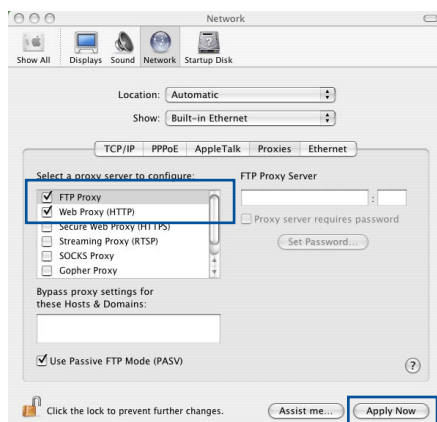 Network
Show All Displays Sound Network Startup Disk
Location: Automatic
Show: Built-in Ethernet
TCP/IP PPPoE AppleTalk Proxies Ethernet
Select a proxy server to configure:
FTP Proxy Server
FTP Proxy
:
Web Proxy (HTTP)
Proxy server requires password
Secure Web Proxy (HTTPS)
Streaming Proxy (RTSP)
Set Password...
SOCKS Proxy
Gopher Proxy
Bypass proxy settings for
these Hosts & Domains:
Use Passive FTP Mode (PASV)
?
Click the lock to prevent further changes.
Assist me... Apply Now